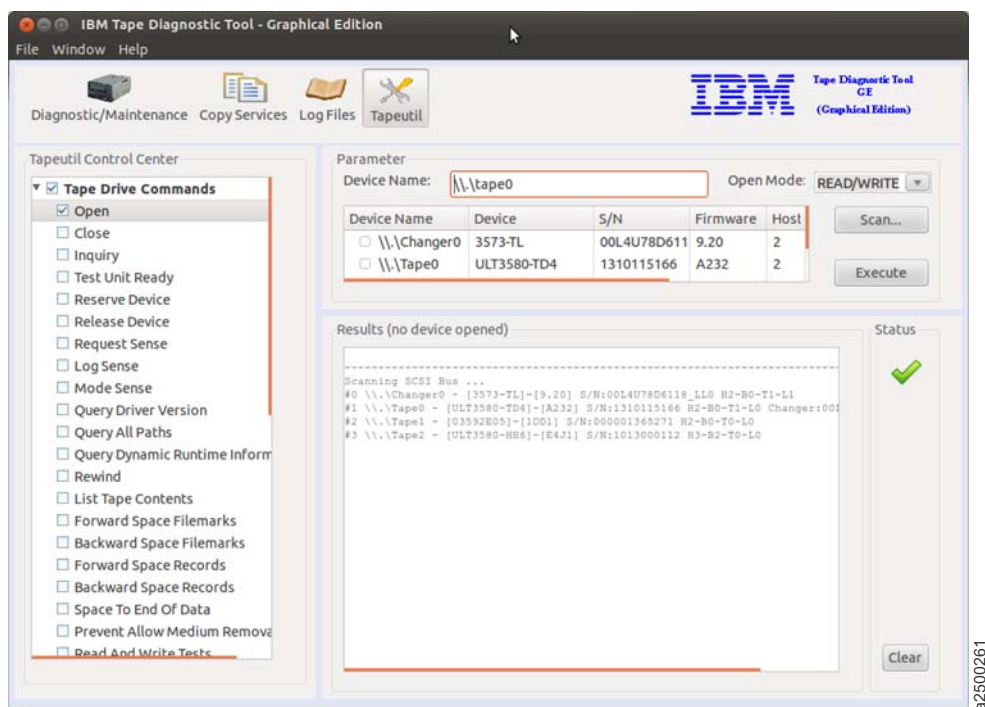 IBM Tape Diagnostic Tool - Graphical Edition
File Window Help
Diagnostic/Maintenance Copy Services Log Files Tapeutil
IBM
Tape Diagnostic Tool
GE
(Graphical Edition)
Tapeutil Control Center
Tape Drive Commands
Open
Close
Inquiry
Test Unit Ready
Reserve Device
Release Device
Request Sense
Log Sense
Mode Sense
Query Driver Version
Query All Paths
Query Dynamic Runtime Inform
Rewind
List Tape Contents
Forward Space Filemarks
Backward Space Filemarks
Forward Space Records
Backward Space Records
Space To End Of Data
Prevent Allow Medium Remova
Read And Write Tests
Parameter
Device Name: \\.\tape0 Open Mode: READ/WRITE
Device Name Device S/N Firmware Host
\\.\Changer0 3573-TL 00L4U78D611 9.20 2
\\.\Tape0 ULT3580-TD4 1310115166 A232 2
Scan...
Execute
Results (no device opened)
--------------------------------------------------------------------------------
Scanning SCSI Bus ...
#0 \\.\Changer0 - [3573-TL]-[9.20] S/N:00L4U78D6118_LL0 H2-B0-T1-L1
#1 \\.\Tape0 - [ULT3580-TD4]-[A232] S/N:1310115166 H2-B0-T1-L0 Changer:00L
#2 \\.\Tape1 - [03592E05]-[1DD1] S/N:000001365271 H2-B0-T0-L0
#3 \\.\Tape2 - [ULT3580-HH6]-[E4J1] S/N:1013000112 H3-B2-T0-L0
Status
Clear
a2500261